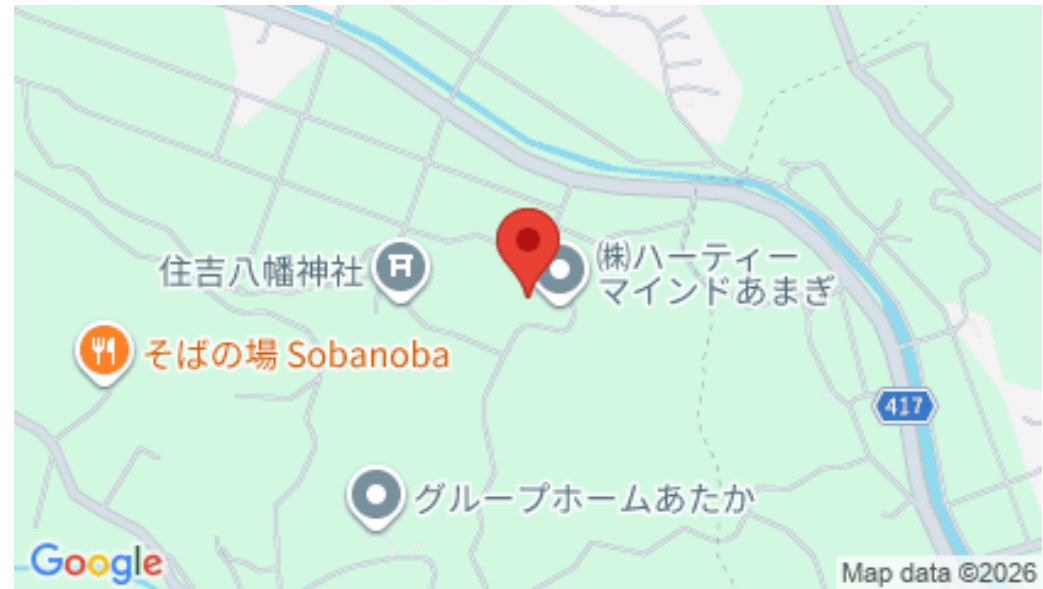 住吉八幡神社
㈱ハーティー
マインドあまぎ
そばの場 Sobanoba
417
グループホームあたか
Google
Map data ©2026